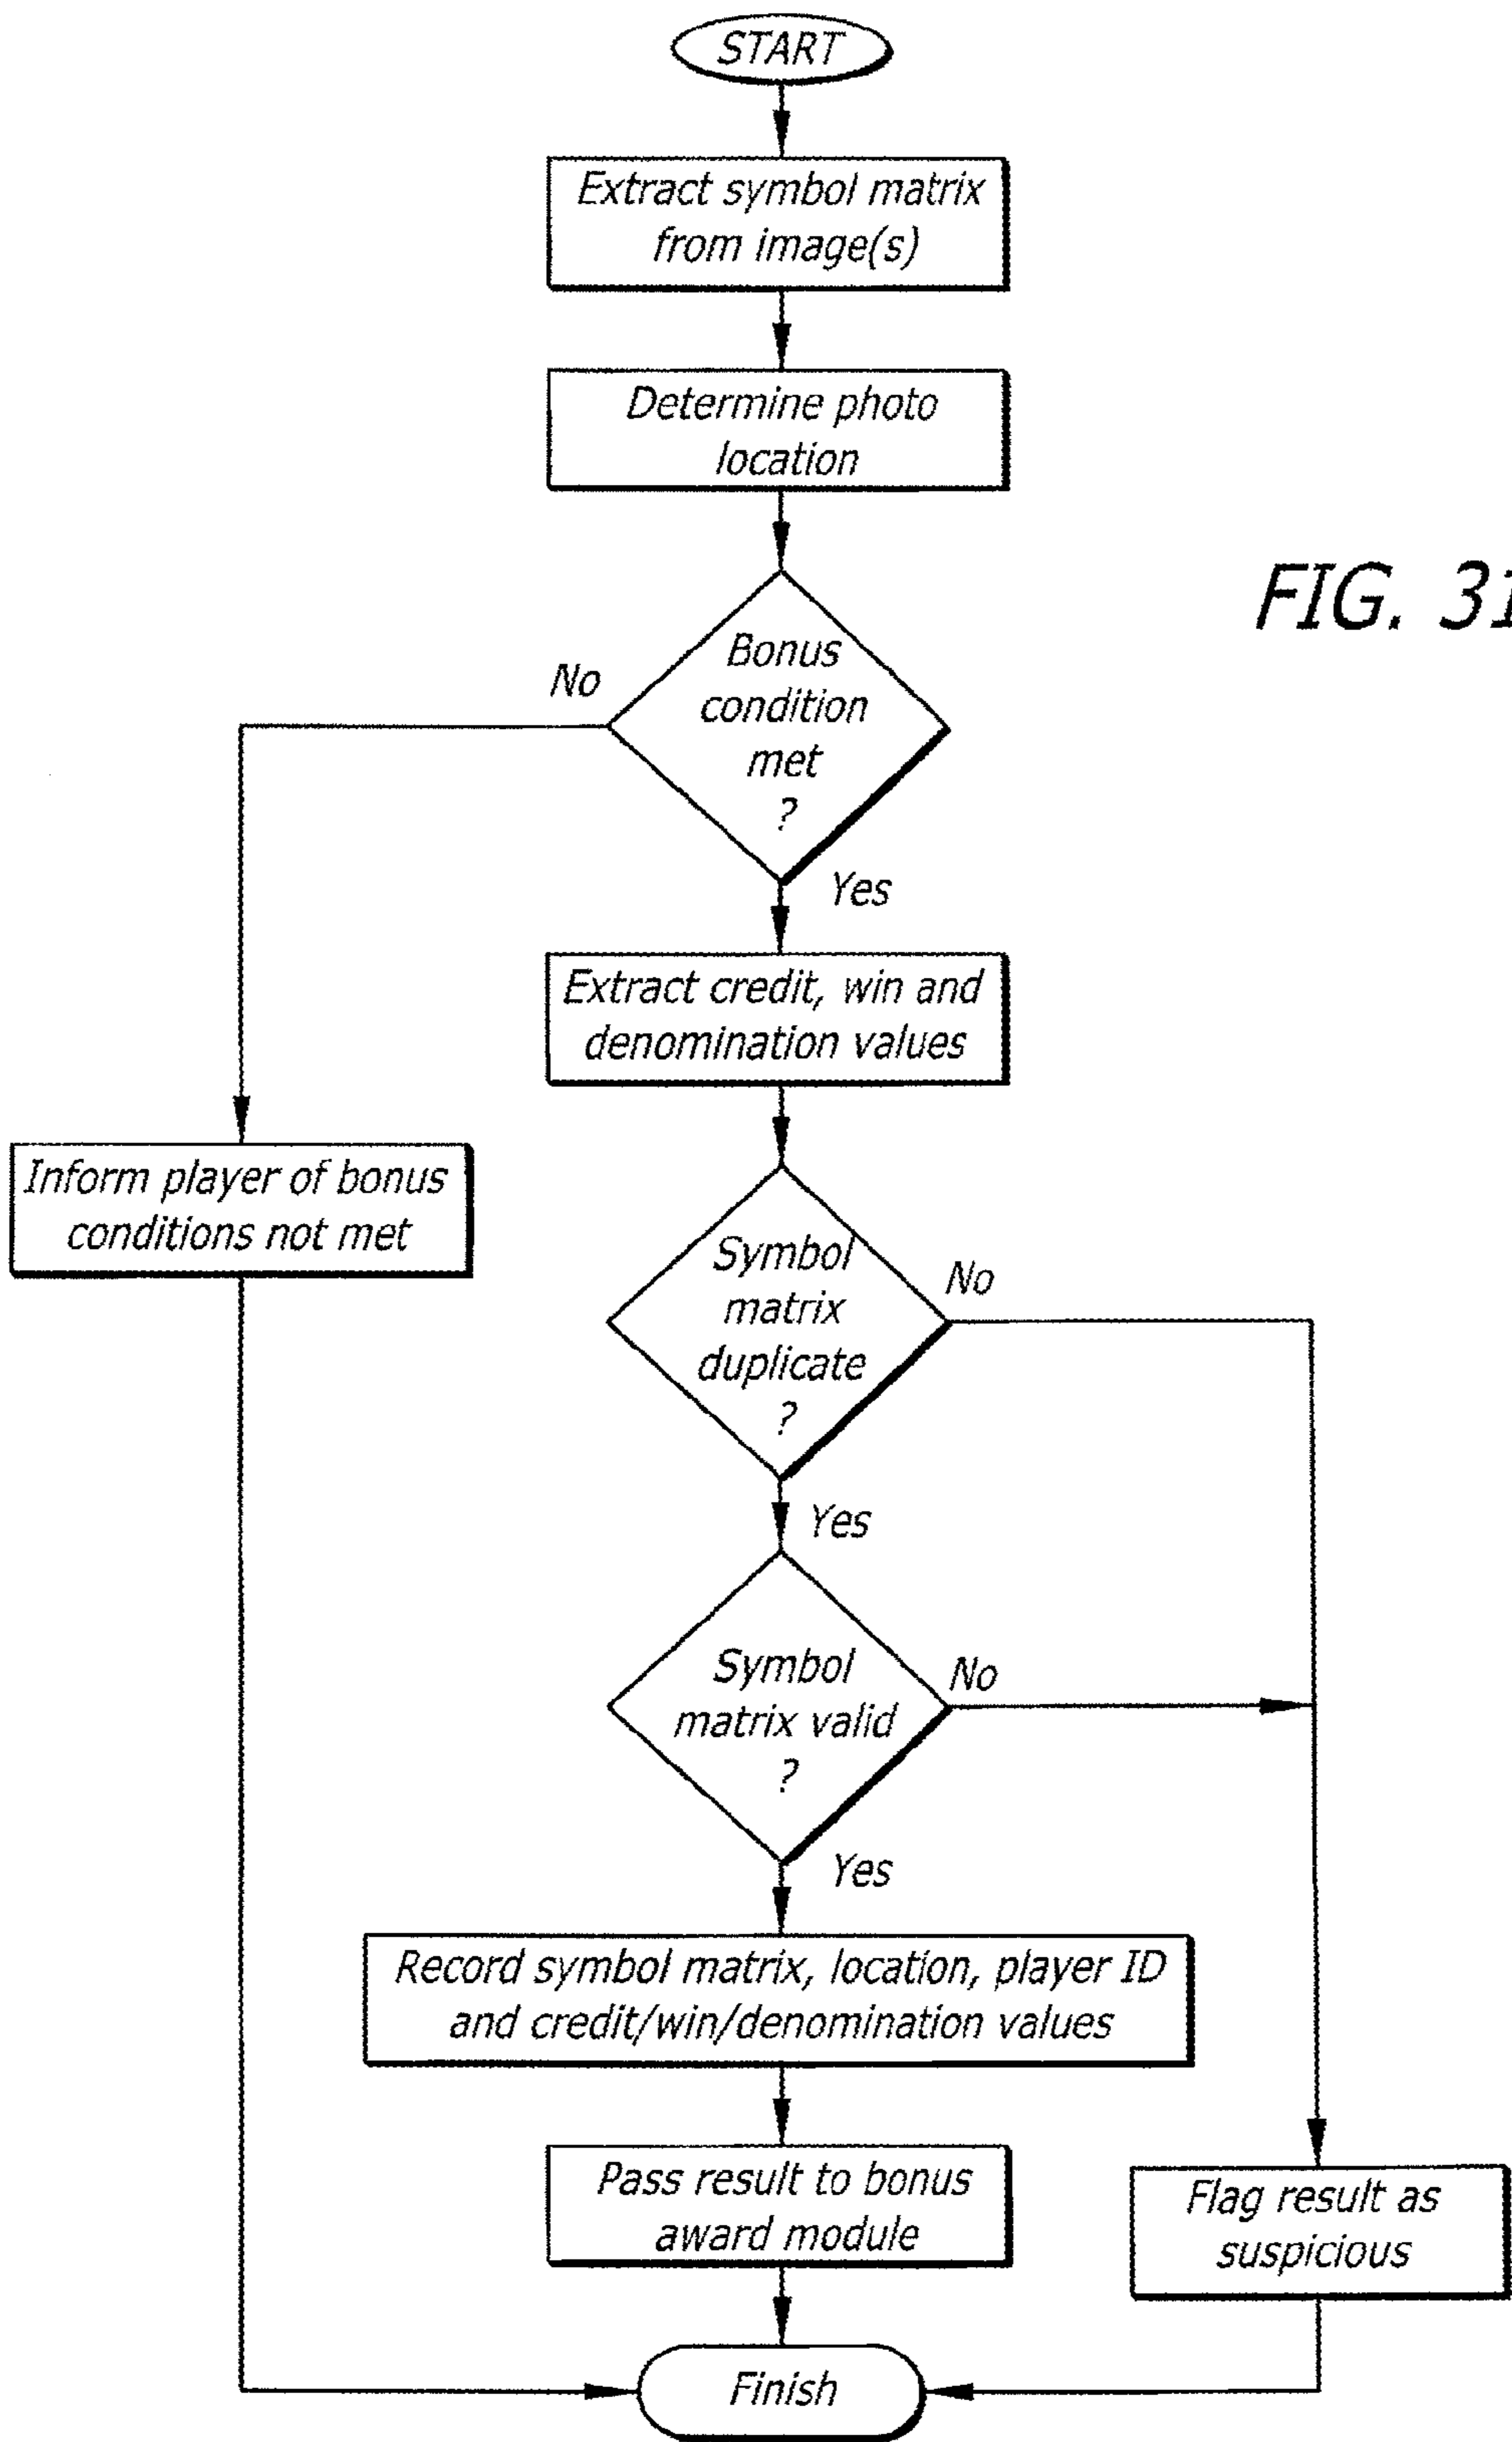 START
Extract symbol matrix
from image(s)
Determine photo
location
FIG. 31
Bonus
condition
met
?
No
Yes
Extract credit, win and
denomination values
Inform player of bonus
conditions not met
Symbol
matrix
duplicate
?
No
Yes
Symbol
matrix valid
?
No
Yes
Record symbol matrix, location, player ID
and credit/win/denomination values
Pass result to bonus
award module
Flag result as
suspicious
Finish